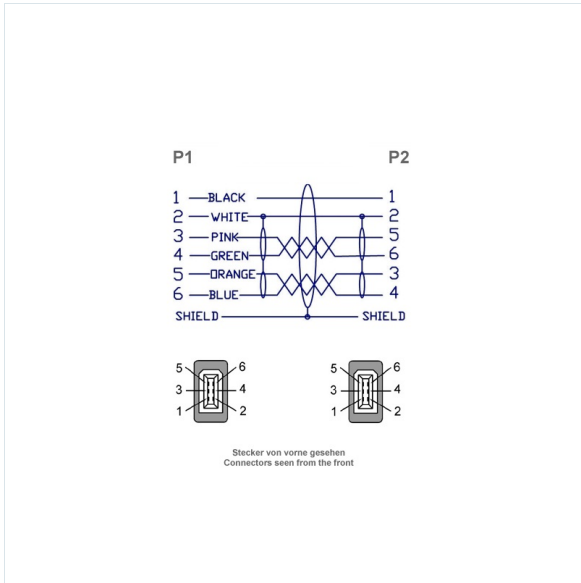 P1 P2
1 BLACK 1
2 WHITE 2
3 PINK 5
4 GREEN 6
5 ORANGE 3
6 BLUE 4
SHIELD SHIELD
5 6 5 6
3 4 3 4
1 2 1 2
Stecker von vorne gesehen
Connectors seen from the front